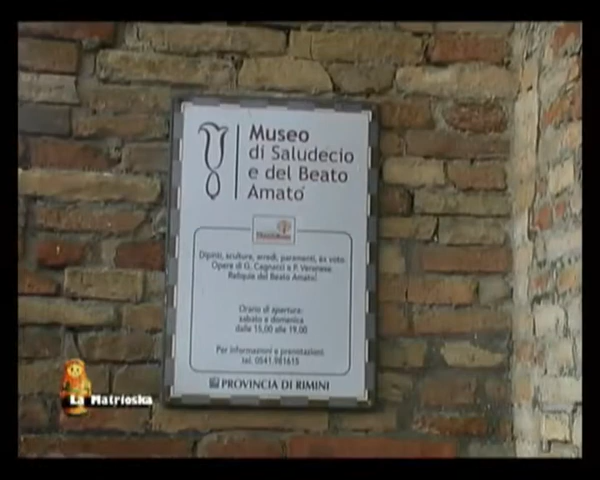 Museo
di Saludecio
e del Beato
Amato
Dipinti, sculture, arredi, paramenti, ex voto.
Opere di G. Cagnacci e P. Veronese
Reliquie del Beato Amato.
Orario di apertura:
sabato e domenica
dalle 15,00 alle 19,00
Per informazioni e prenotazioni:
tel. 0541.981615
PROVINCIA DI RIMINI
La Matrioska